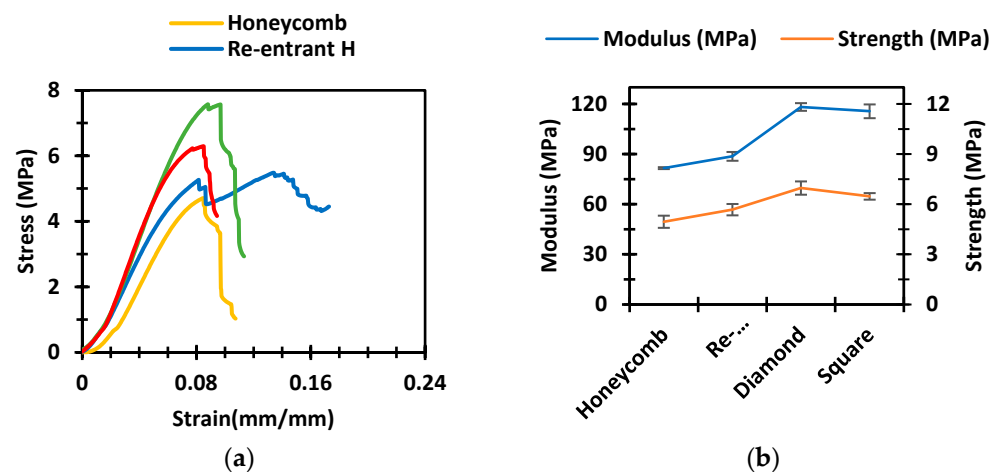 Honeycomb
Re-entrant H
Stress (MPa)
8
6
4
2
0
0
0.08
0.16
0.24
Strain(mm/mm)
(a)
Modulus (MPa)
Strength (MPa)
Modulus (MPa)
120
90
60
30
0
12
9
6
3
0
Strength (MPa)
Honeycomb
Re-...
Diamond
Square
(b)